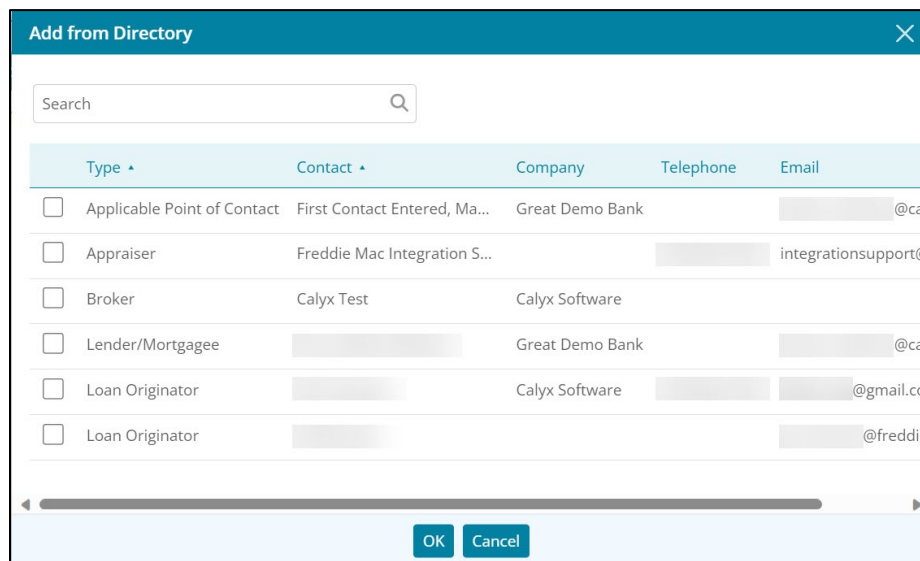 Add from Directory
Search
Type Contact Company Telephone Email
Applicable Point of Contact First Contact Entered, Ma... Great Demo Bank @ca
Appraiser Freddie Mac Integration S... integrationsupport@
Broker Calyx Test Calyx Software
Lender/Mortgagee Great Demo Bank @ca
Loan Originator Calyx Software @gmail.co
Loan Originator @freddi
OK Cancel